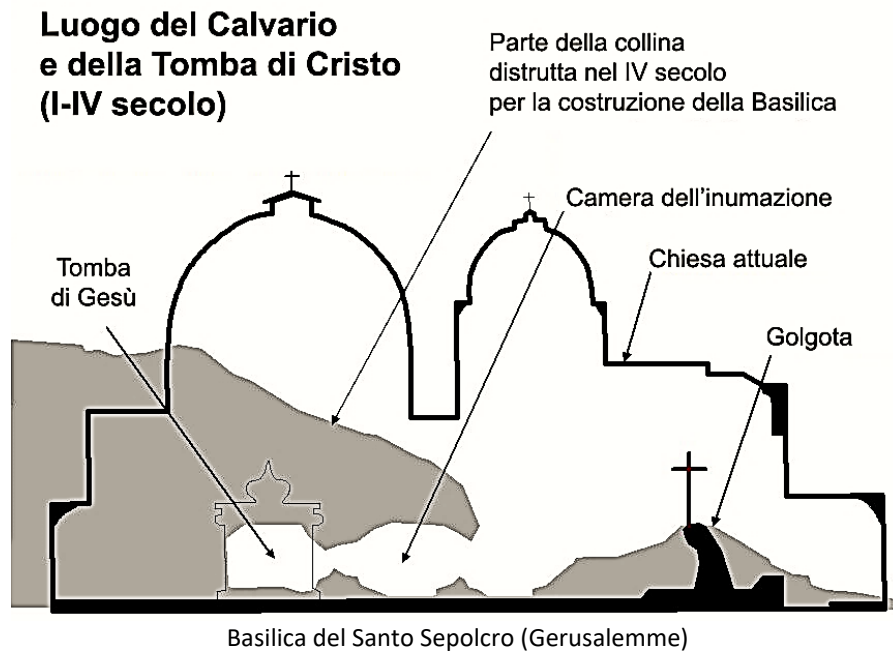 Luogo del Calvario
e della Tomba di Cristo
(I-IV secolo)
Parte della collina
distrutta nel IV secolo
per la costruzione della Basilica
Camera dell'inumazione
Tomba
di Gesù
Chiesa attuale
Golgota
Basilica del Santo Sepolcro (Gerusalemme)